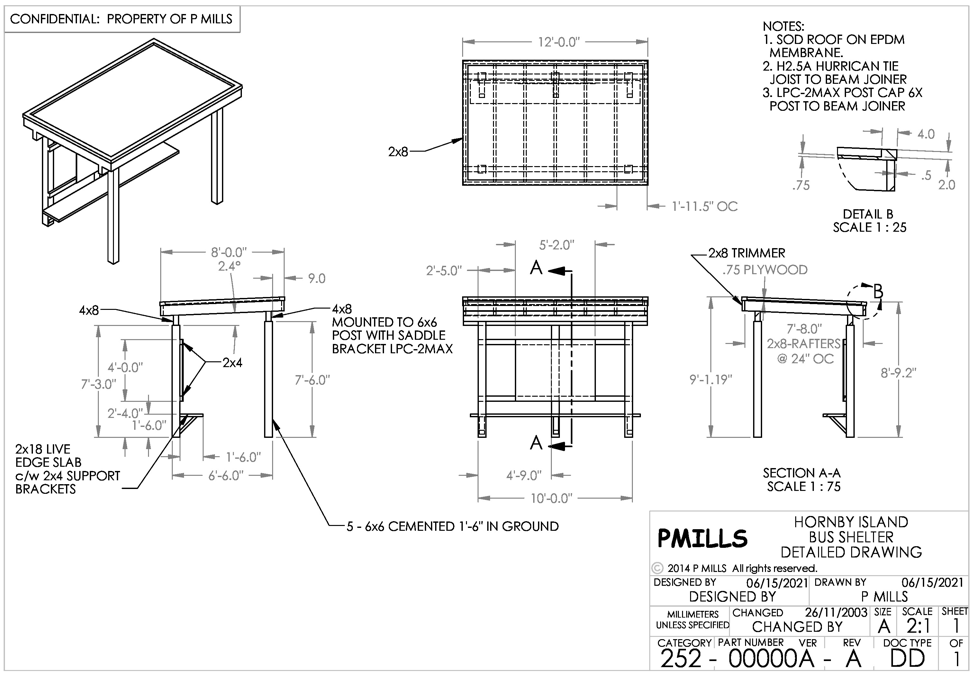 CONFIDENTIAL: PROPERTY OF P MILLS
NOTES:
1. SOD ROOF ON EPDM
MEMBRANE.
2. H2.5A HURRICAN TIE
JOIST TO BEAM JOINER
3. LPC-2MAX POST CAP 6X
POST TO BEAM JOINER
12'-0.0"
2x8
1'-11.5" OC
4.0
.75
.5
2.0
DETAIL B
SCALE 1 : 25
8'-0.0"
2.4°
9.0
4x8
4x8
MOUNTED TO 6x6
POST WITH SADDLE
BRACKET LPC-2MAX
2x4
4'-0.0"
7'-3.0"
7'-6.0"
2'-4.0"
1'-6.0"
1'-6.0"
6'-6.0"
2x18 LIVE
EDGE SLAB
c/w 2x4 SUPPORT
BRACKETS
5 - 6x6 CEMENTED 1'-6" IN GROUND
5'-2.0"
2'-5.0"
A
A
4'-9.0"
10'-0.0"
2x8 TRIMMER
.75 PLYWOOD
B
7'-8.0"
2x8-RAFTERS
@ 24" OC
9'-1.19"
8'-9.2"
SECTION A-A
SCALE 1 : 75
PMILLS
HORNBY ISLAND
BUS SHELTER
DETAILED DRAWING
© 2014 P MILLS All rights reserved.
DESIGNED BY 06/15/2021 DRAWN BY 06/15/2021
DESIGNED BY P MILLS
MILLIMETERS
UNLESS SPECIFIED
CHANGED 26/11/2003 SIZE SCALE SHEET
CHANGED BY A 2:1 1
CATEGORY PART NUMBER VER REV DOC TYPE OF
252 - 00000A - A DD 1